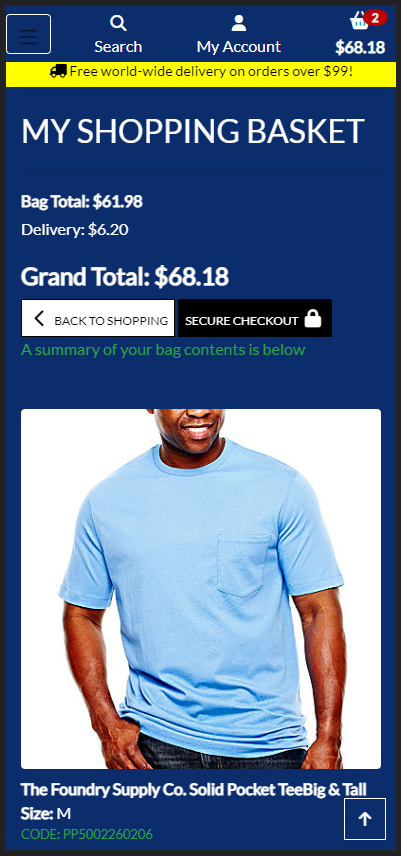 2
Search
My Account
$68.18
Free world-wide delivery on orders over $99!
MY SHOPPING BASKET
Bag Total: $61.98
Delivery: $6.20
Grand Total: $68.18
BACK TO SHOPPING
SECURE CHECKOUT
A summary of your bag contents is below
The Foundry Supply Co. Solid Pocket TeeBig & Tall
Size: M
CODE: PP5002260206